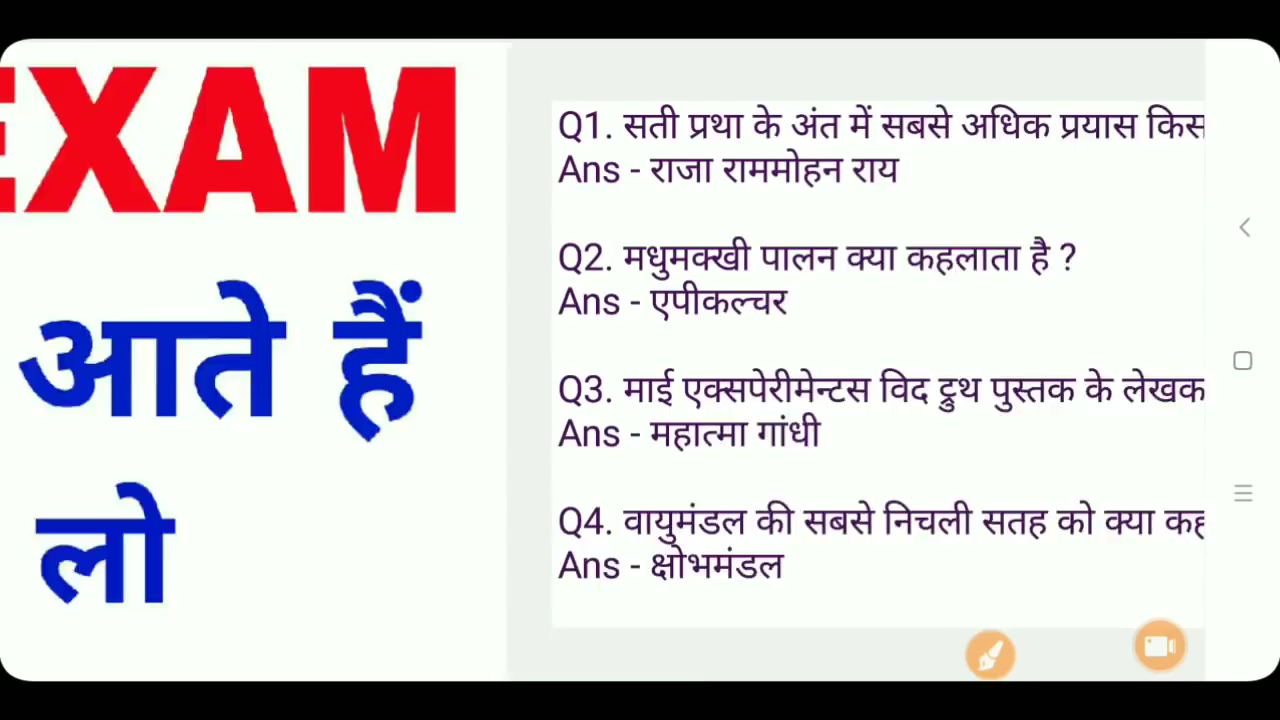 EXAM
आते हैं
लो
Q1. सती प्रथा के अंत में सबसे अधिक प्रयास किस
Ans - राजा राममोहन राय
Q2. मधुमक्खी पालन क्या कहलाता है ?
Ans - एपीकल्चर
Q3. माई एक्सपेरीमेन्टस विद ट्रुथ पुस्तक के लेखक
Ans - महात्मा गांधी
Q4. वायुमंडल की सबसे निचली सतह को क्या कह
Ans - क्षोभमंडल